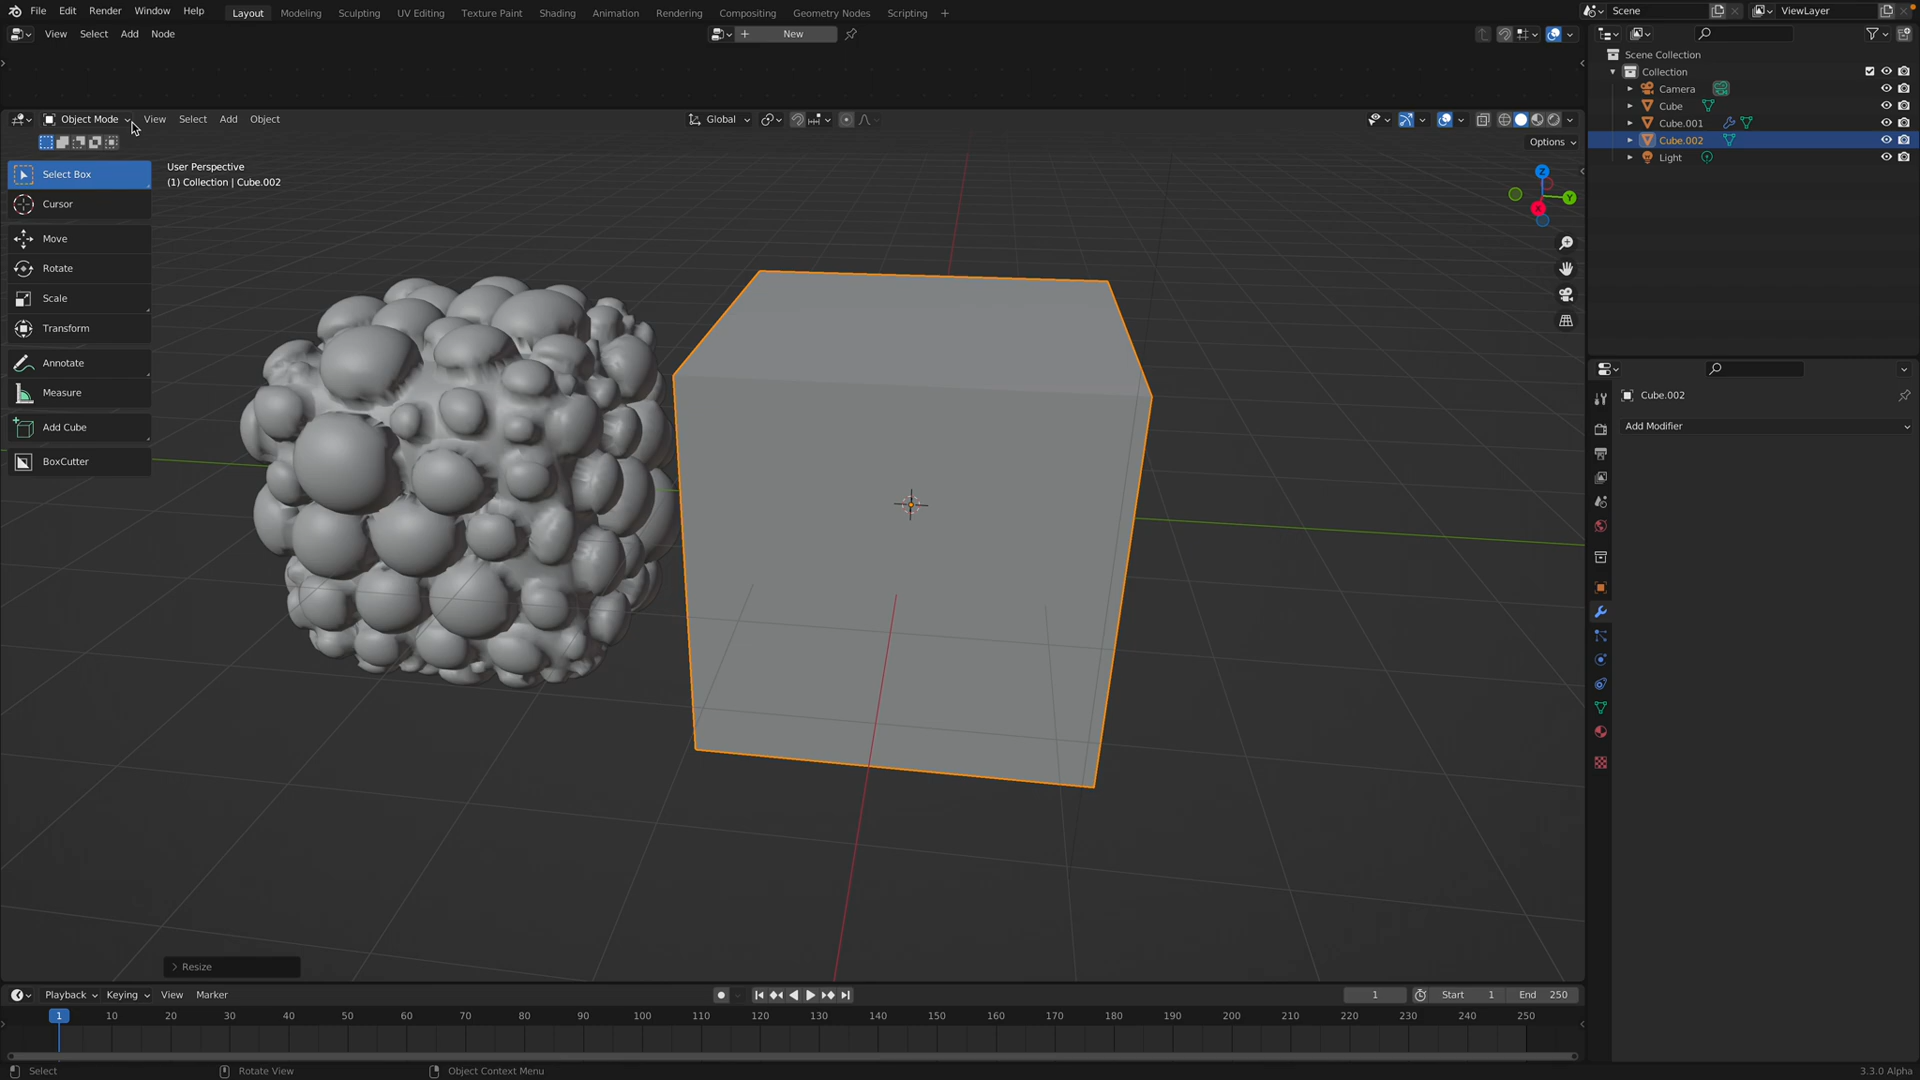 File Edit Render Window Help Layout Modeling Sculpting UV Editing Texture Paint Shading Animation Rendering Compositing Geometry Nodes Scripting + Scene ViewLayer
View Select Add Node New
Scene Collection
Collection
Camera
Cube
Cube.001
Cube.002
Light
Object Mode View Select Add Object Global
Options
User Perspective
(1) Collection | Cube.002
Select Box
Cursor
Move
Rotate
Scale
Transform
Annotate
Measure
Add Cube
BoxCutter
Z
Y
X
Cube.002
Add Modifier
Resize
Playback Keying View Marker 1 Start 1 End 250
1 10 20 30 40 50 60 70 80 90 100 110 120 130 140 150 160 170 180 190 200 210 220 230 240 250
Select Rotate View Object Context Menu 3.3.0 Alpha